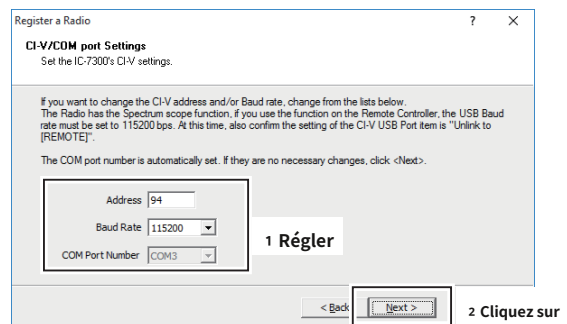 Register a Radio ? ×
CI-V/COM port Settings
Set the IC-7300's CI-V settings.
If you want to change the CI-V address and/or Baud rate, change from the lists below.
The Radio has the Spectrum scope function, if you use the function on the Remote Controller, the USB Baud
rate must be set to 115200 bps. At this time, also confirm the setting of the CI-V USB Port item is "Unlink to
[REMOTE]".
The COM port number is automatically set. If they are no necessary changes, click <Next>.
Address 94
Baud Rate 115200
COM Port Number COM3
1 Régler
< Back
Next >
2 Cliquez sur